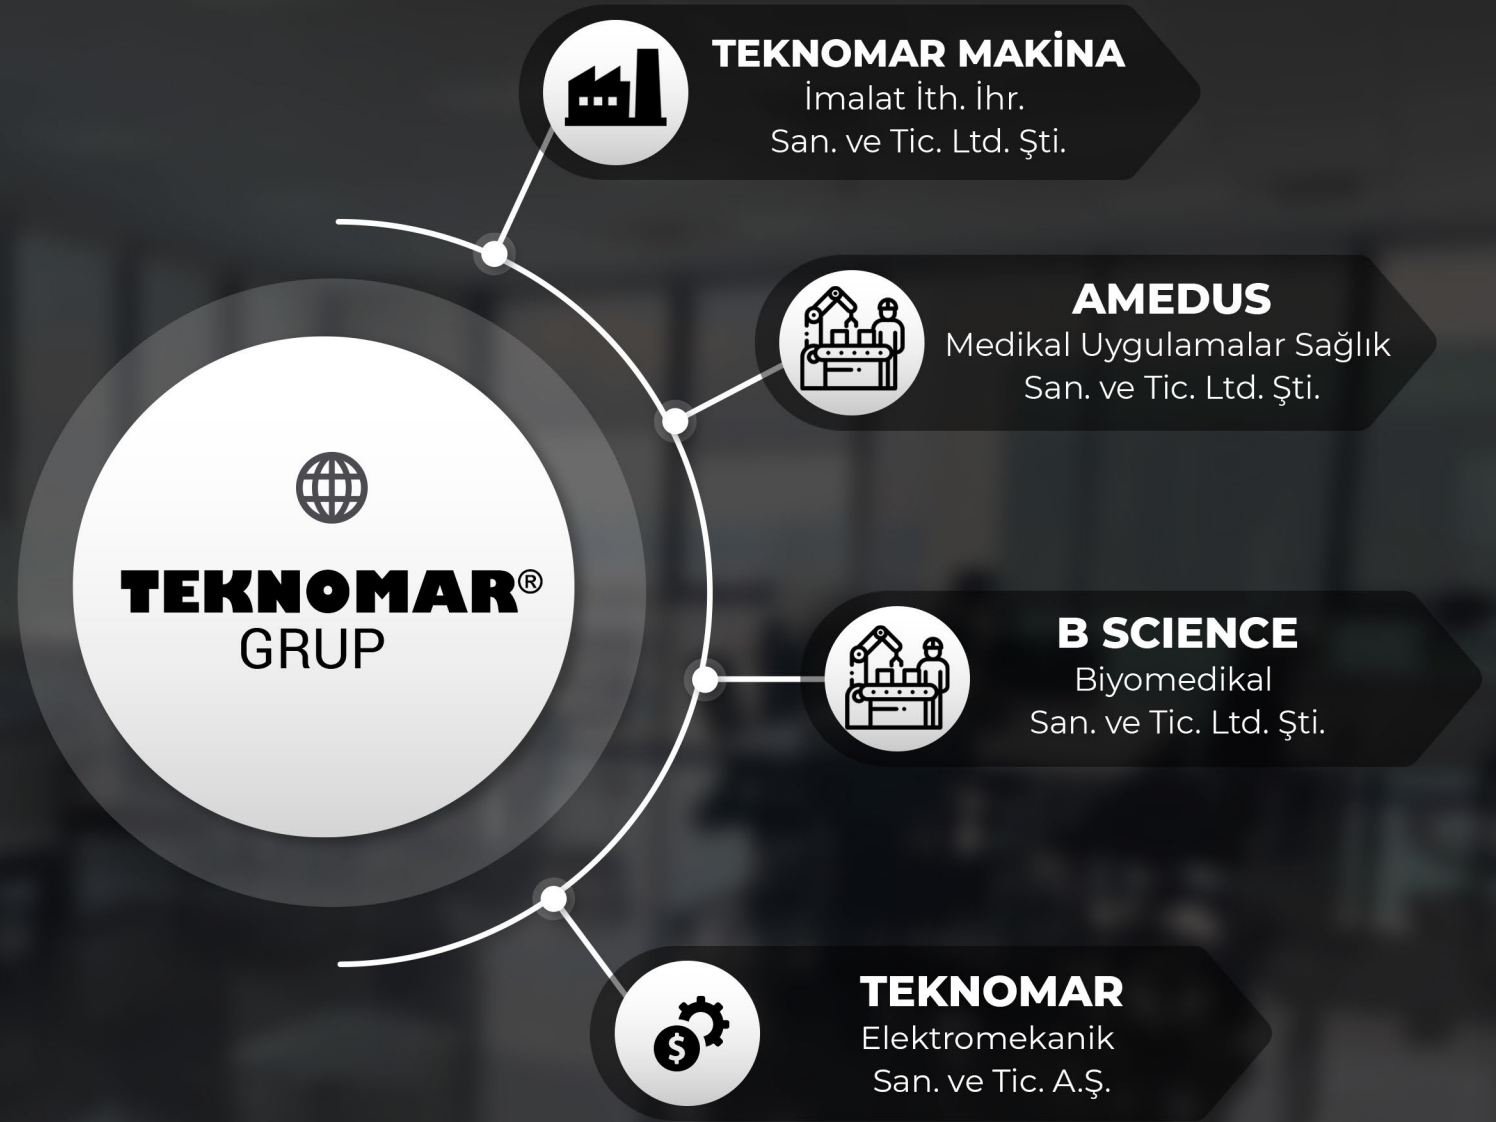 TEKNOMAR MAKİNA
İmalat İth. İhr.
San. ve Tic. Ltd. Şti.
AMEDUS
Medikal Uygulamalar Sağlık
San. ve Tic. Ltd. Şti.
TEKNOMAR®
GRUP
B SCIENCE
Biyomedikal
San. ve Tic. Ltd. Şti.
TEKNOMAR
Elektromekanik
San. ve Tic. A.Ş.
$